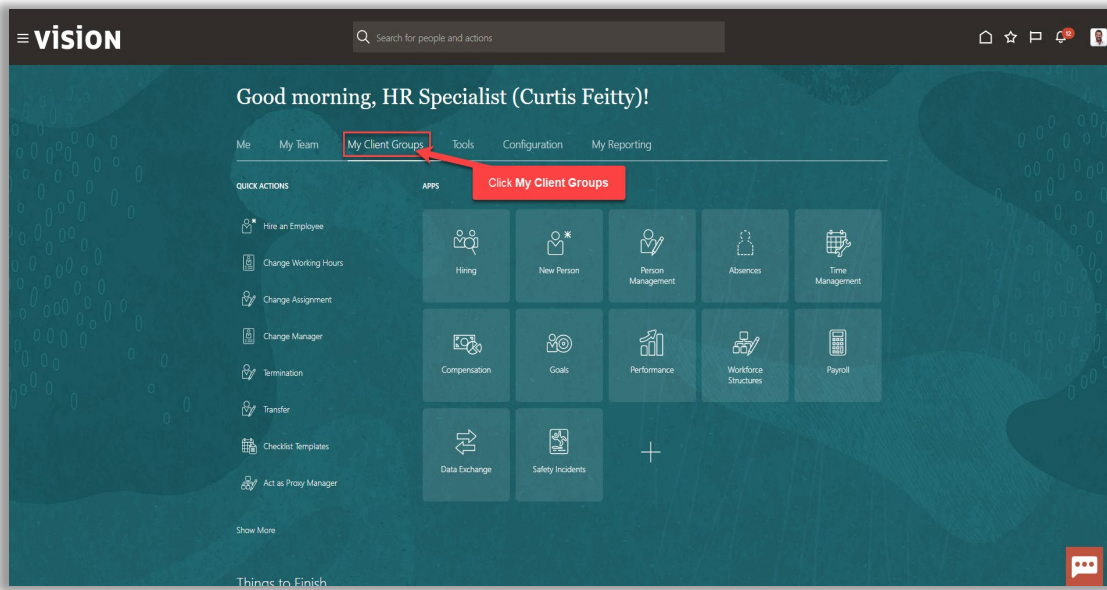 vision
Search for people and actions
12
Good morning, HR Specialist (Curtis Feitty)!
Me My Team My Client Groups Tools Configuration My Reporting
Click My Client Groups
QUICK ACTIONS
Hire an Employee
Change Working Hours
Change Assignment
Change Manager
Termination
Transfer
Checklist Templates
Act as Proxy Manager
Show More
APPS
Hiring
New Person
Person
Management
Absences
Time
Management
Compensation
Goals
Performance
Workforce
Structures
Payroll
Data Exchange
Safety Incidents
Things to Finish